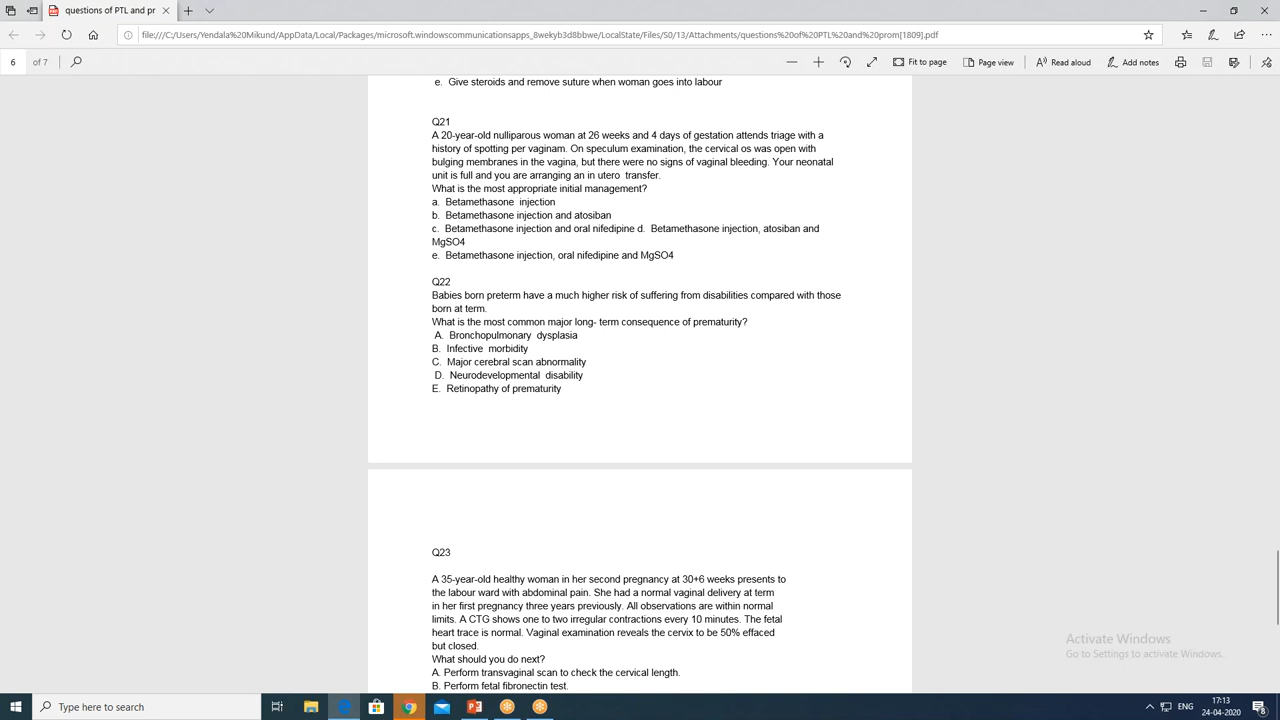 questions of PTL and
file:///C:/Users/Yendala%20Mikund/AppData/Local/Packages/microsoft.windowscommunicationsapps_8wekyb3d8bbwe/LocalState/Files/S0/13/Attachments/questions%20of%20PTL%20and%20prom[1809].pdf
6 of 7
Fit to page
Page view
Read aloud
Add notes
e. Give steroids and remove suture when woman goes into labour
Q21
A 20-year-old nulliparous woman at 26 weeks and 4 days of gestation attends triage with a
history of spotting per vaginam. On speculum examination, the cervical os was open with
bulging membranes in the vagina, but there were no signs of vaginal bleeding. Your neonatal
unit is full and you are arranging an in utero transfer.
What is the most appropriate initial management?
a. Betamethasone injection
b. Betamethasone injection and atosiban
c. Betamethasone injection and oral nifedipine d. Betamethasone injection, atosiban and
MgSO4
e. Betamethasone injection, oral nifedipine and MgSO4
Q22
Babies born preterm have a much higher risk of suffering from disabilities compared with those
born at term.
What is the most common major long- term consequence of prematurity?
A. Bronchopulmonary dysplasia
B. Infective morbidity
C. Major cerebral scan abnormality
D. Neurodevelopmental disability
E. Retinopathy of prematurity
Q23
A 35-year-old healthy woman in her second pregnancy at 30+6 weeks presents to
the labour ward with abdominal pain. She had a normal vaginal delivery at term
in her first pregnancy three years previously. All observations are within normal
limits. A CTG shows one to two irregular contractions every 10 minutes. The fetal
heart trace is normal. Vaginal examination reveals the cervix to be 50% effaced
but closed.
What should you do next?
A. Perform transvaginal scan to check the cervical length.
B. Perform fetal fibronectin test.
Activate Windows
Go to Settings to activate Windows.
Type here to search
ENG
17:13
24-04-2020